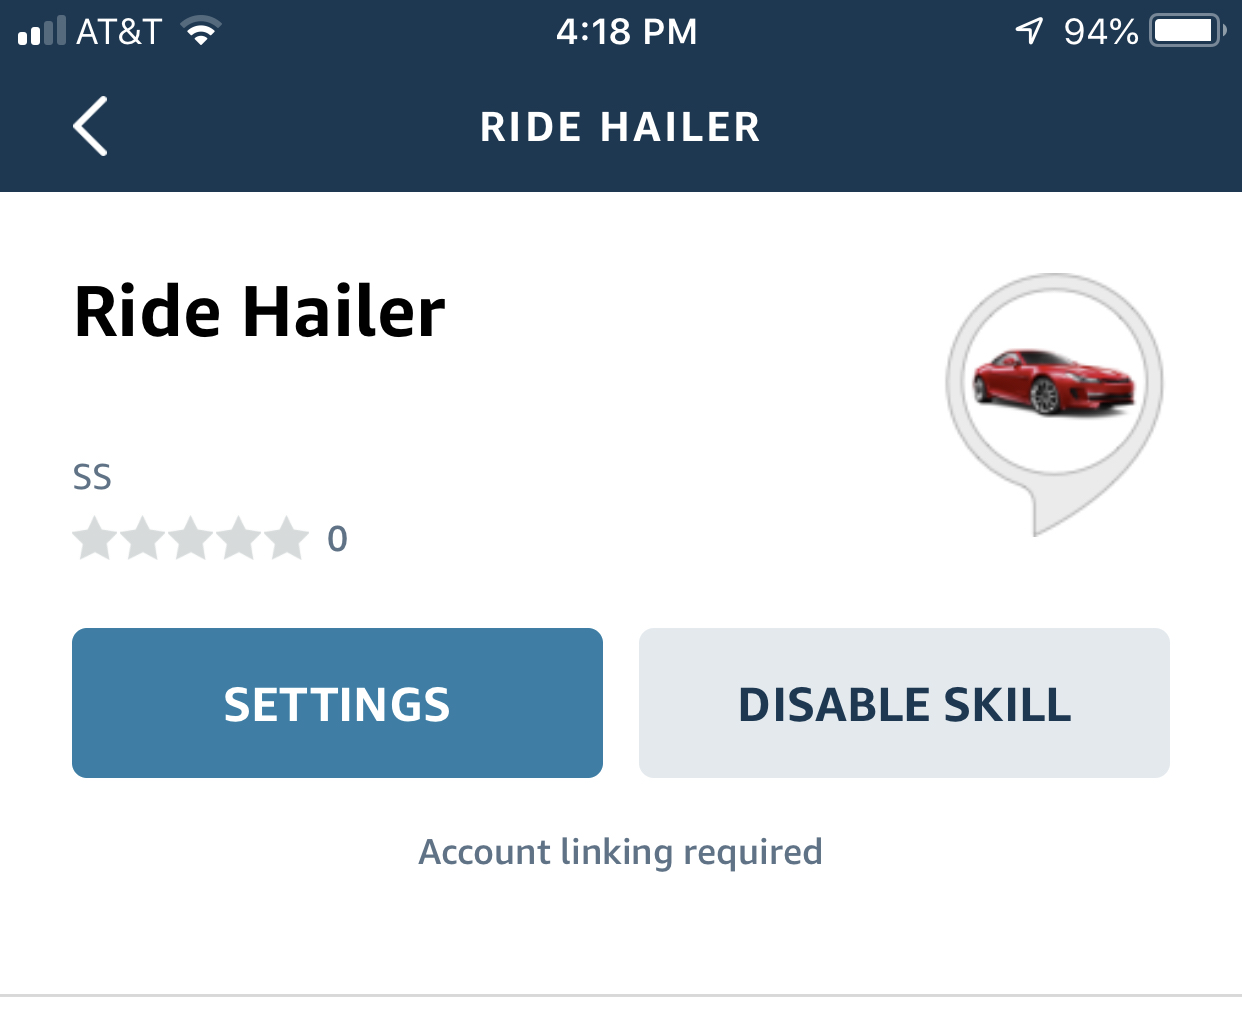 AT&T 4:18 PM 94%
RIDE HAILER
Ride Hailer
SS
0
SETTINGS DISABLE SKILL
Account linking required